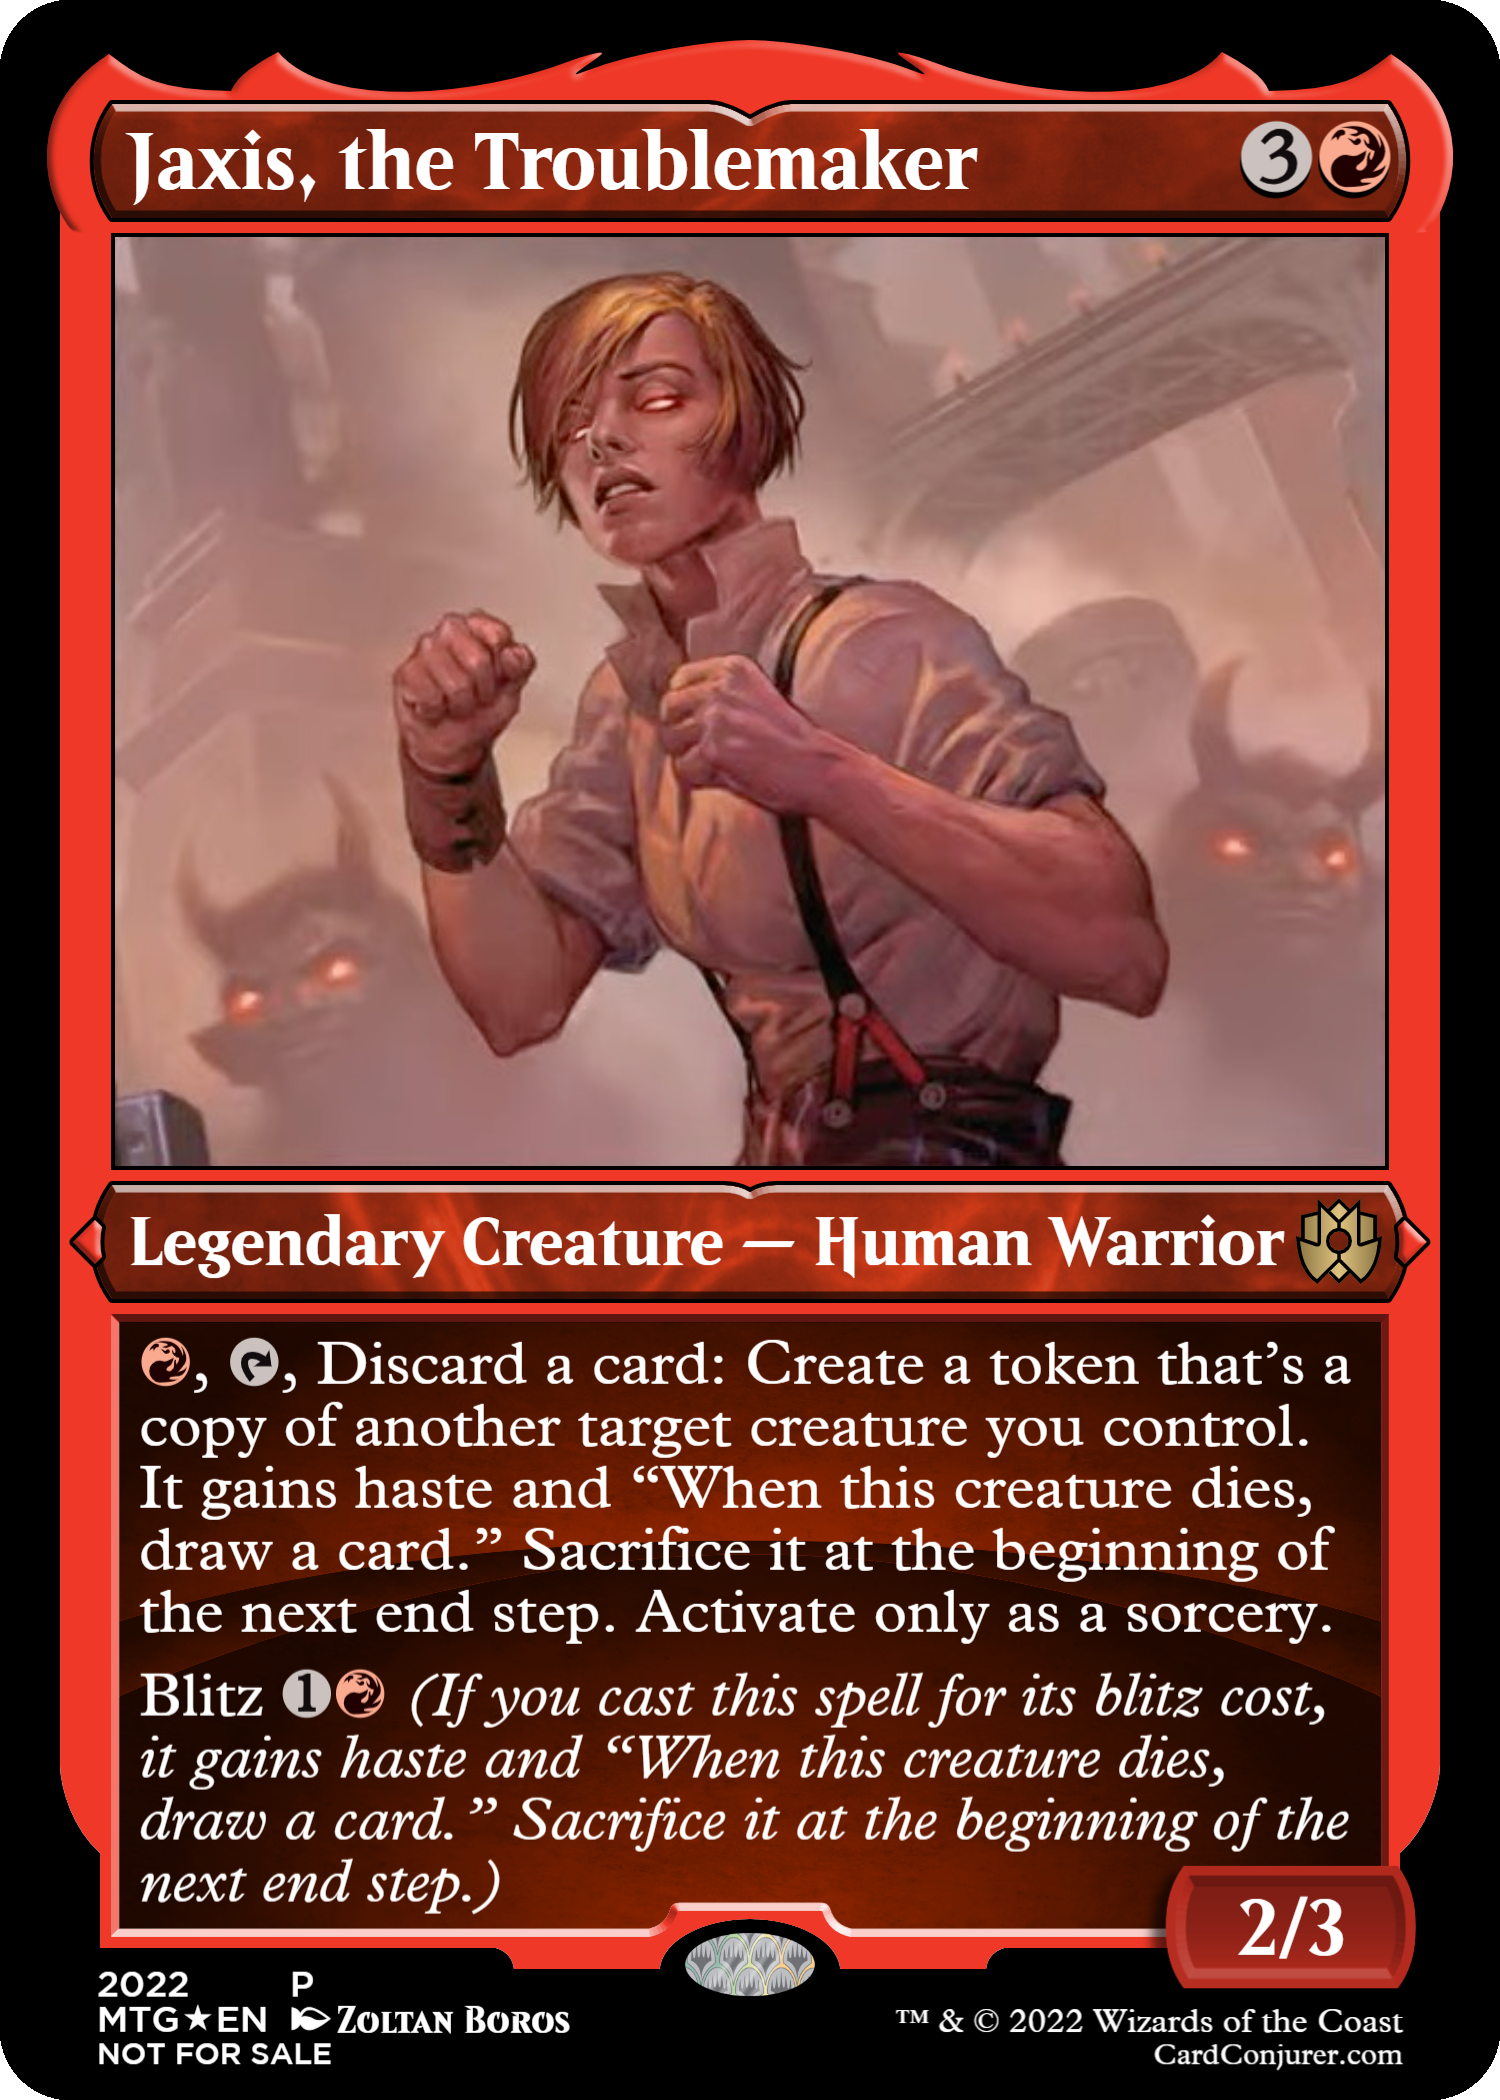 Jaxis, the Troublemaker 3
Legendary Creature — Human Warrior
, , Discard a card: Create a token that’s a
copy of another target creature you control.
It gains haste and “When this creature dies,
draw a card.” Sacrifice it at the beginning of
the next end step. Activate only as a sorcery.
Blitz 1 (If you cast this spell for its blitz cost,
it gains haste and “When this creature dies,
draw a card.” Sacrifice it at the beginning of the
next end step.)
2/3
2022 P
MTG★EN Zoltan Boros
NOT FOR SALE
™ & © 2022 Wizards of the Coast
CardConjurer.com